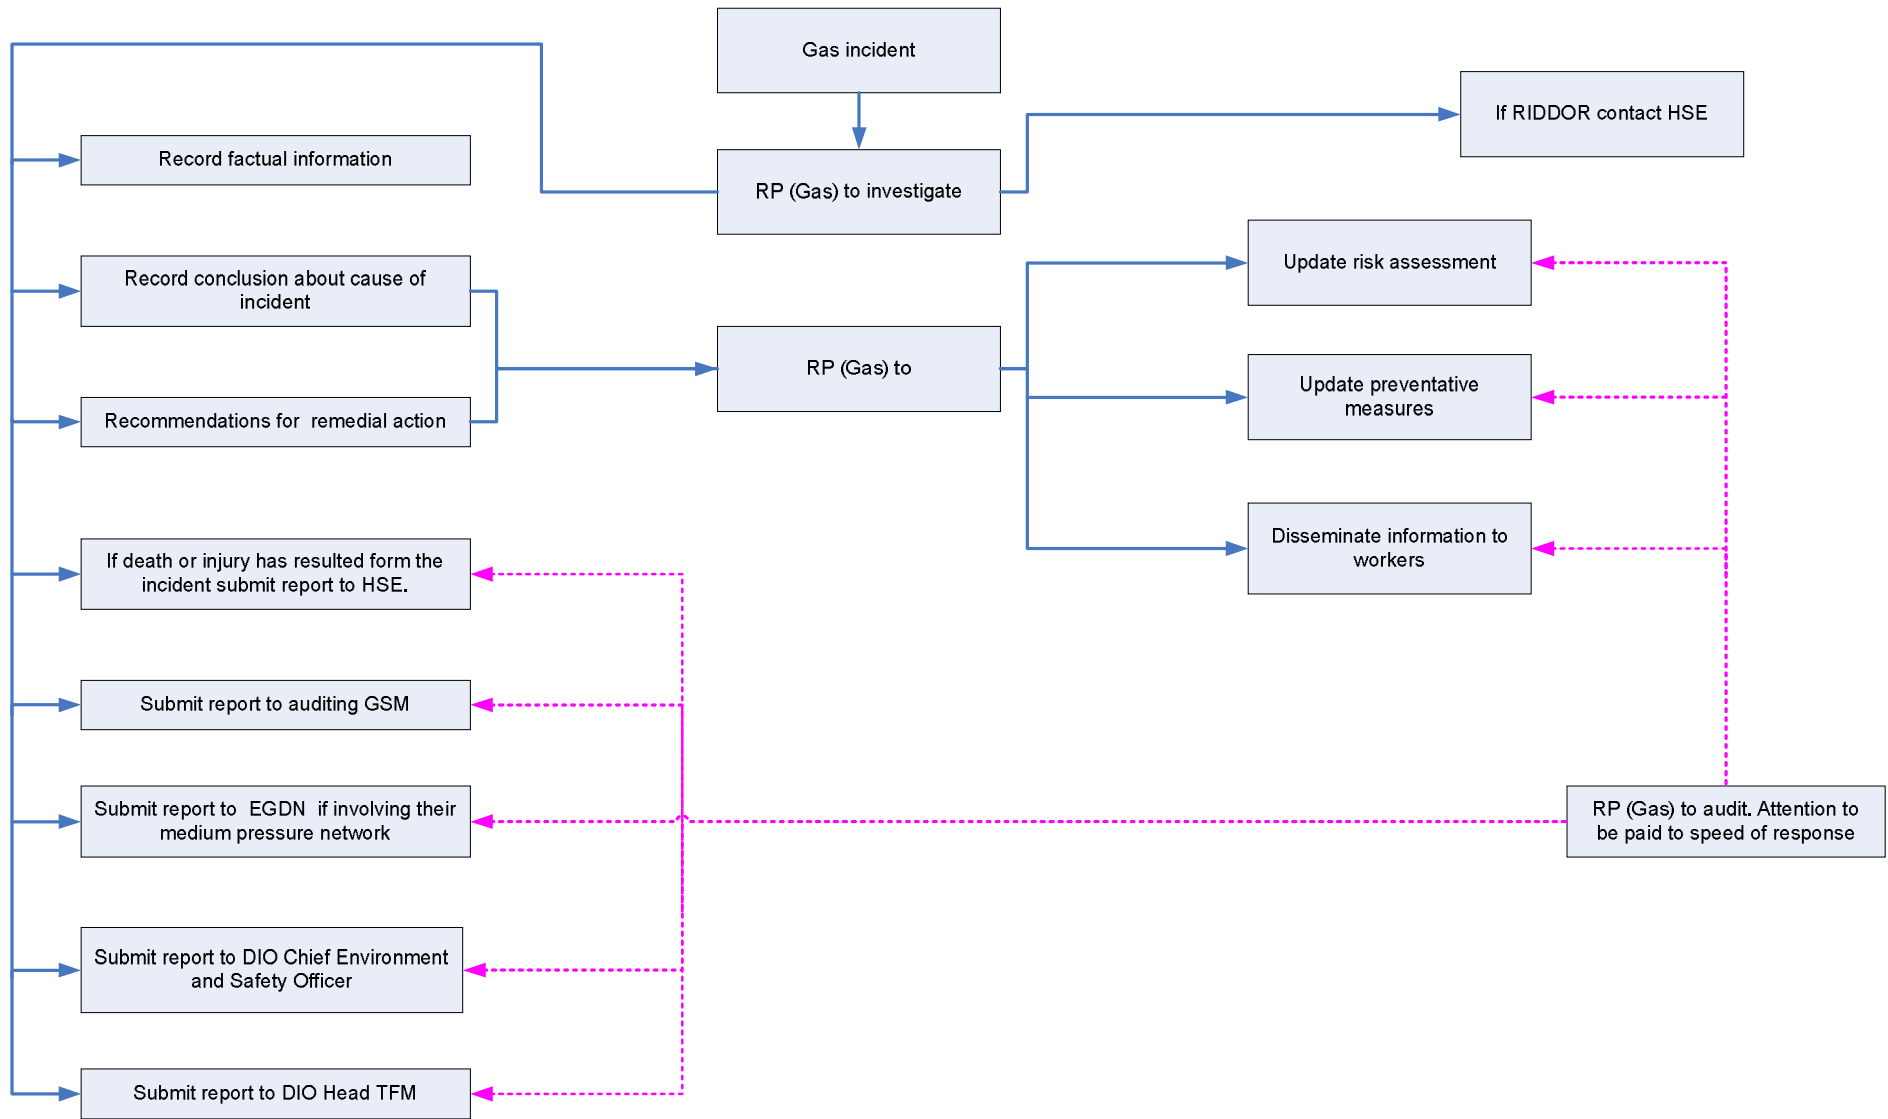 Gas incident
If RIDDOR contact HSE
Record factual information
RP (Gas) to investigate
Update risk assessment
Record conclusion about cause of
incident
RP (Gas) to
Update preventative
measures
Recommendations for  remedial action
Disseminate information to
workers
If death or injury has resulted form the
incident submit report to HSE.
Submit report to auditing GSM
Submit report to  EGDN  if involving their
medium pressure network
RP (Gas) to audit. Attention to
be paid to speed of response
Submit report to DIO Chief Environment
and Safety Officer
Submit report to DIO Head TFM